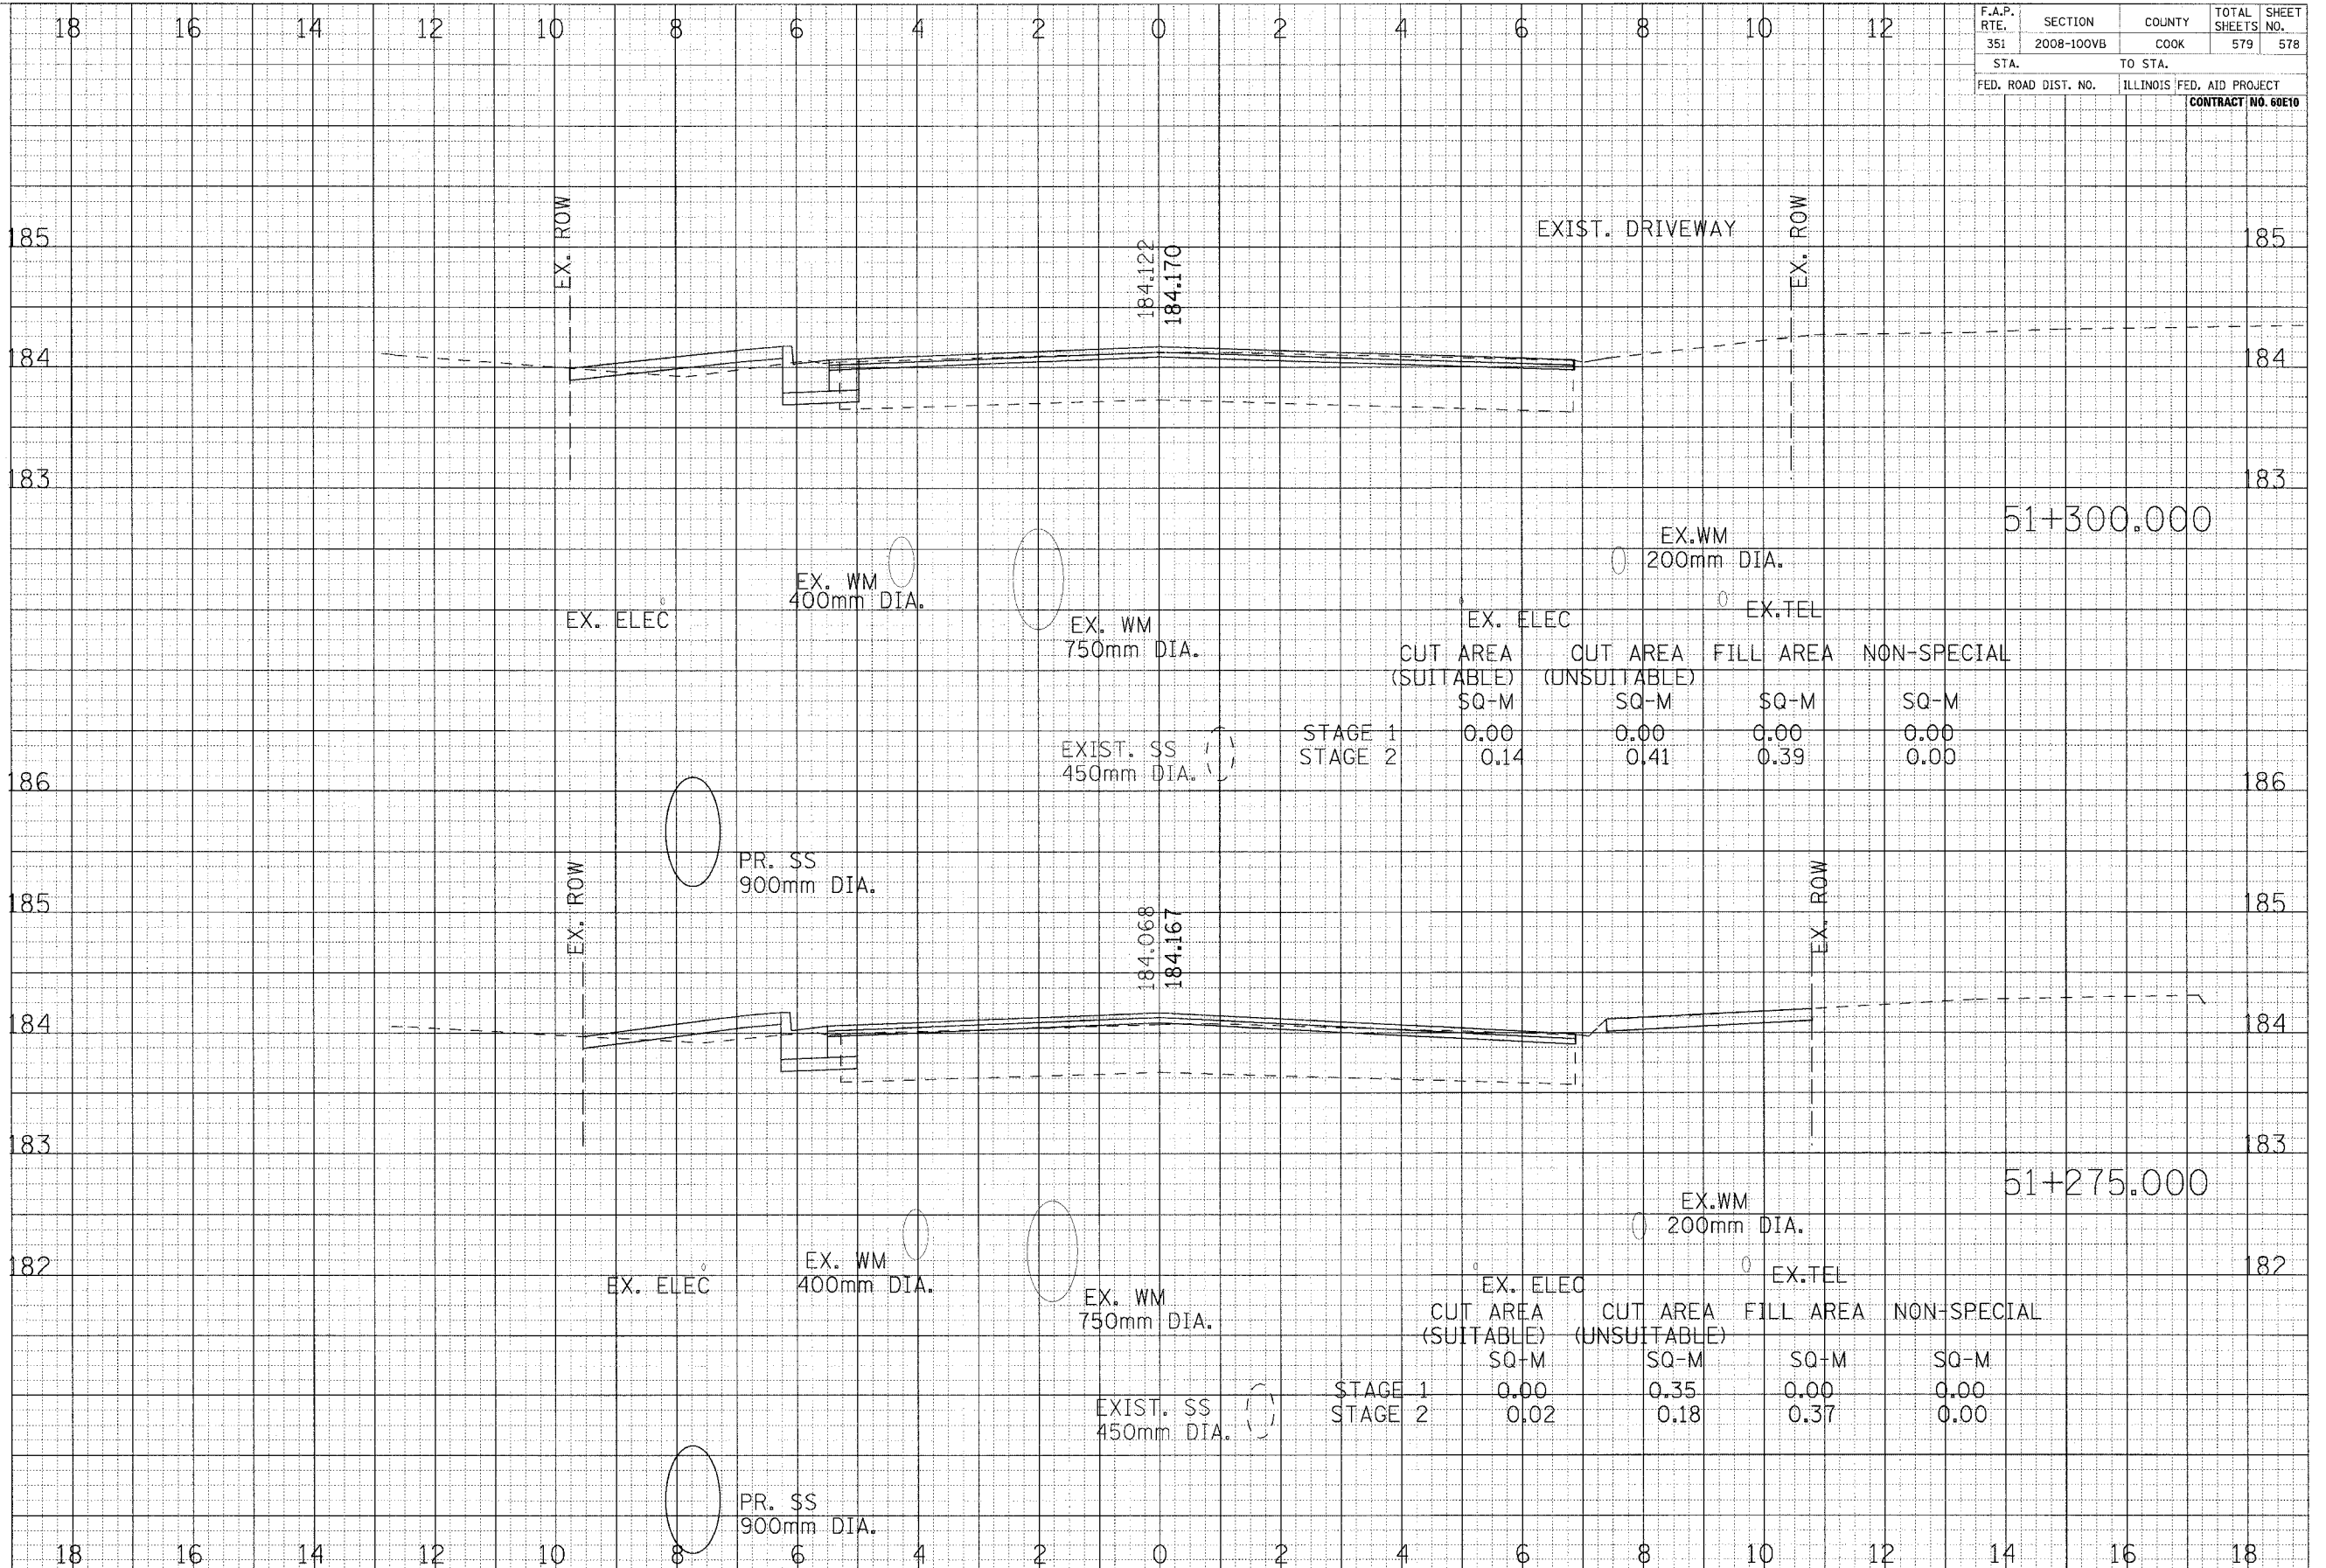 18 16 14 12 10 8 6 4 2 0 2 4 6 8 10 12
F.A.P. RTE. SECTION COUNTY TOTAL SHEETS SHEET NO.
351 2008-100VB COOK 579 578
STA. TO STA.
FED. ROAD DIST. NO. ILLINOIS FED. AID PROJECT
CONTRACT NO. 60E10
EX. ROW
184.122
184.170
EXIST. DRIVEWAY
EX. ROW
185 185
184 184
183 183
51+300.000
EX. ELEC
EX. WM
400mm DIA.
EX. WM
750mm DIA.
EX.WM
200mm DIA.
EX. ELEC
EX.TEL
CUT AREA CUT AREA FILL AREA NON-SPECIAL
(SUITABLE) (UNSUITABLE)
SQ-M SQ-M SQ-M SQ-M
STAGE 1 0.00 0.00 0.00 0.00
STAGE 2 0.14 0.41 0.39 0.00
EXIST. SS
450mm DIA.
186 186
PR. SS
900mm DIA.
EX. ROW
184.068
184.167
EX. ROW
185 185
184 184
183 183
51+275.000
EX. ELEC
EX. WM
400mm DIA.
EX. WM
750mm DIA.
EX.WM
200mm DIA.
EX. ELEC
EX.TEL
182 182
CUT AREA CUT AREA FILL AREA NON-SPECIAL
(SUITABLE) (UNSUITABLE)
SQ-M SQ-M SQ-M SQ-M
STAGE 1 0.00 0.35 0.00 0.00
STAGE 2 0.02 0.18 0.37 0.00
EXIST. SS
450mm DIA.
PR. SS
900mm DIA.
18 16 14 12 10 8 6 4 2 0 2 4 6 8 10 12 14 16 18